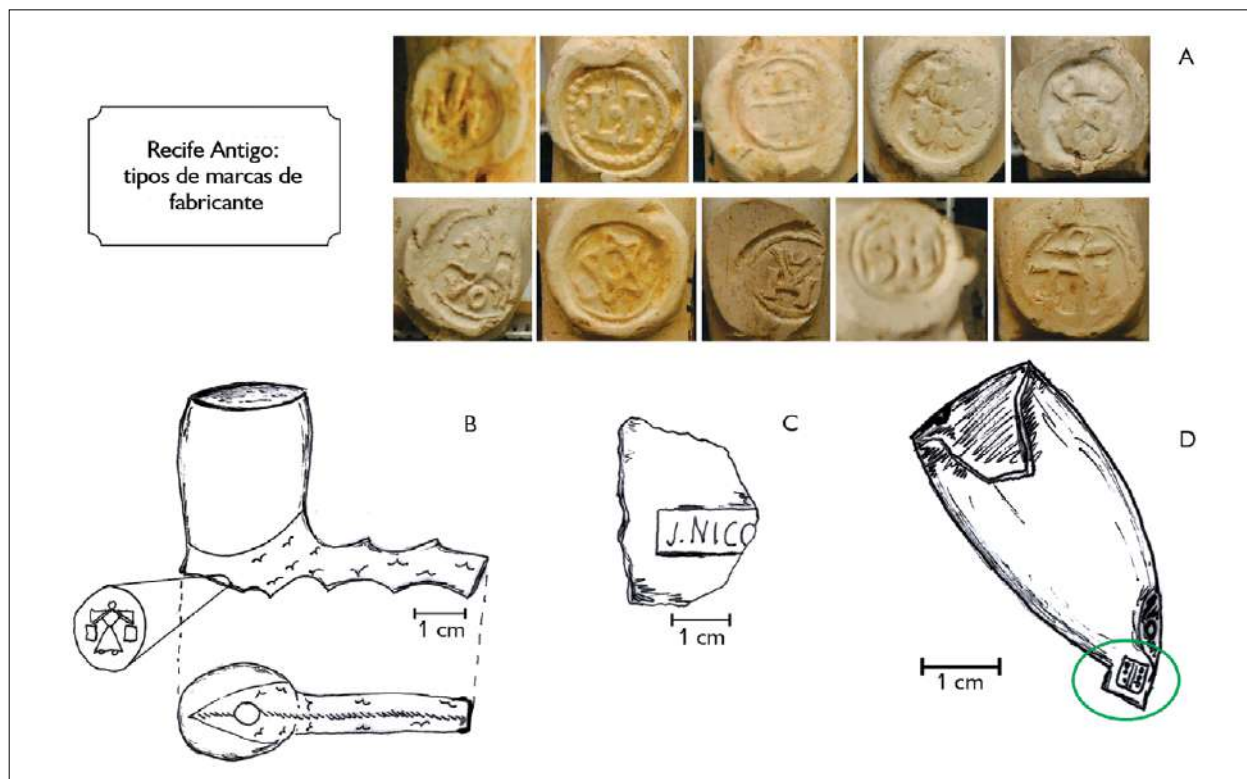 Recife Antigo:
tipos de marcas de
fabricante
A
B
1 cm
C
J.NICO
1 cm
D
1 cm